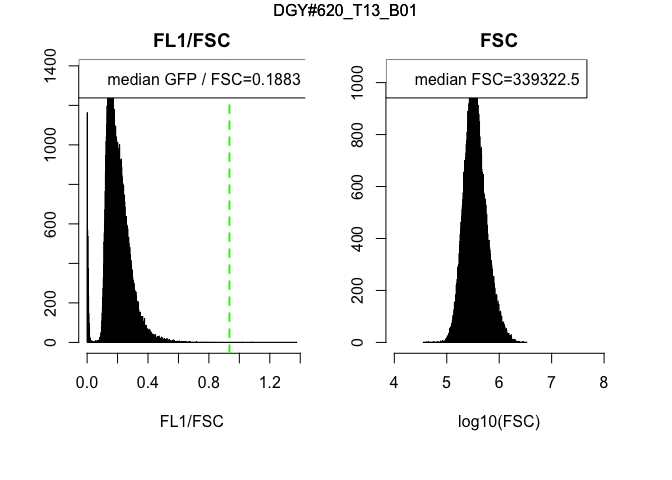 DGY#620_T13_B01
FL1/FSC
median GFP / FSC=0.1883
0 200 600 1000 1400
0.0 0.4 0.8 1.2
FL1/FSC
FSC
median FSC=339322.5
0 200 400 600 800 1000
4 5 6 7 8
log10(FSC)